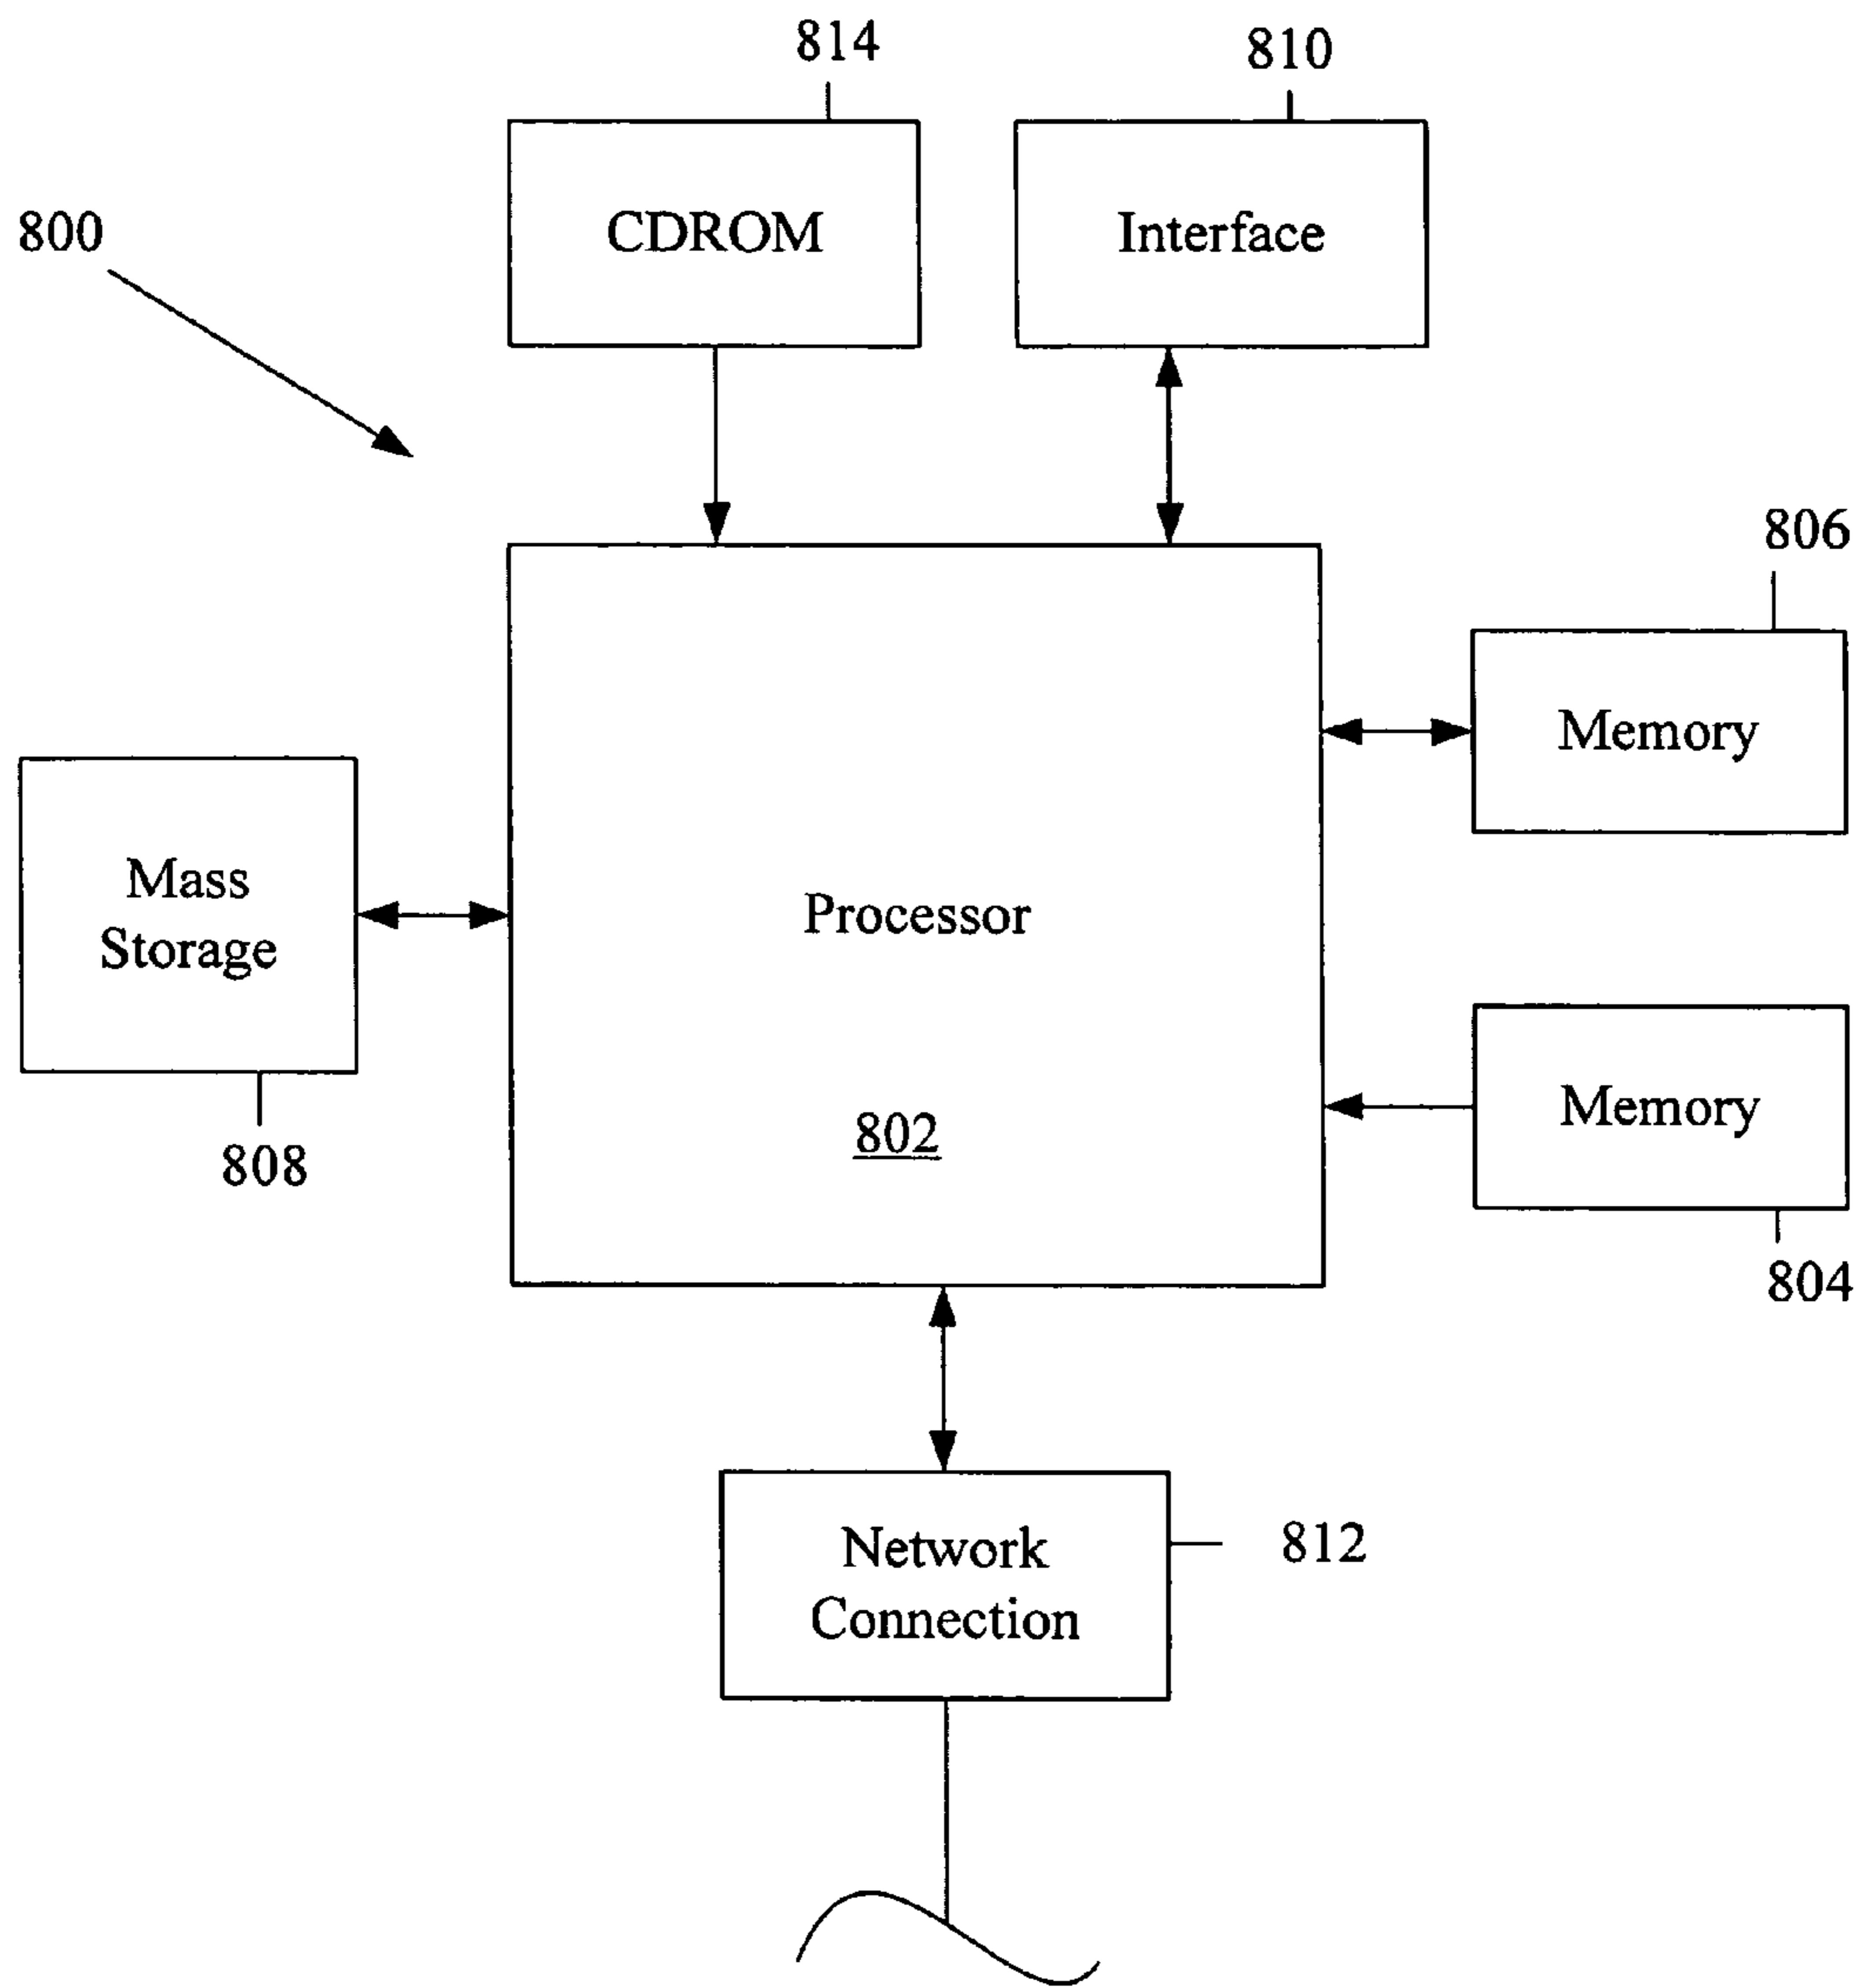 814
810
800
CDROM
Interface
806
Memory
Mass
Storage
Processor
802
808
Memory
804
Network
Connection
812